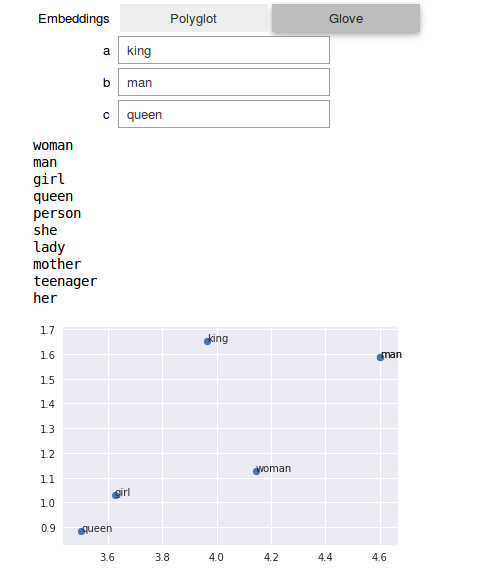 Embeddings Polyglot Glove
a king
b man
c queen
woman
man
girl
queen
person
she
lady
mother
teenager
her
1.7
king
1.6
man
1.5
1.4
1.3
1.2
woman
1.1
girl
1.0
0.9
queen
3.6 3.8 4.0 4.2 4.4 4.6